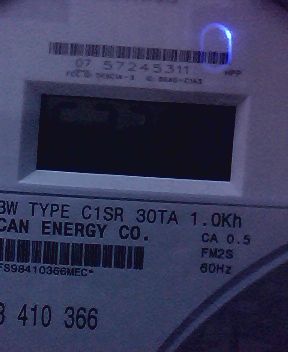 07 57245311
HPP
3W TYPE C1SR 30TA 1.0Kh
CAN ENERGY CO.
CA 0.5
FM2S
60Hz
FS98410366MEC*
3 410 366